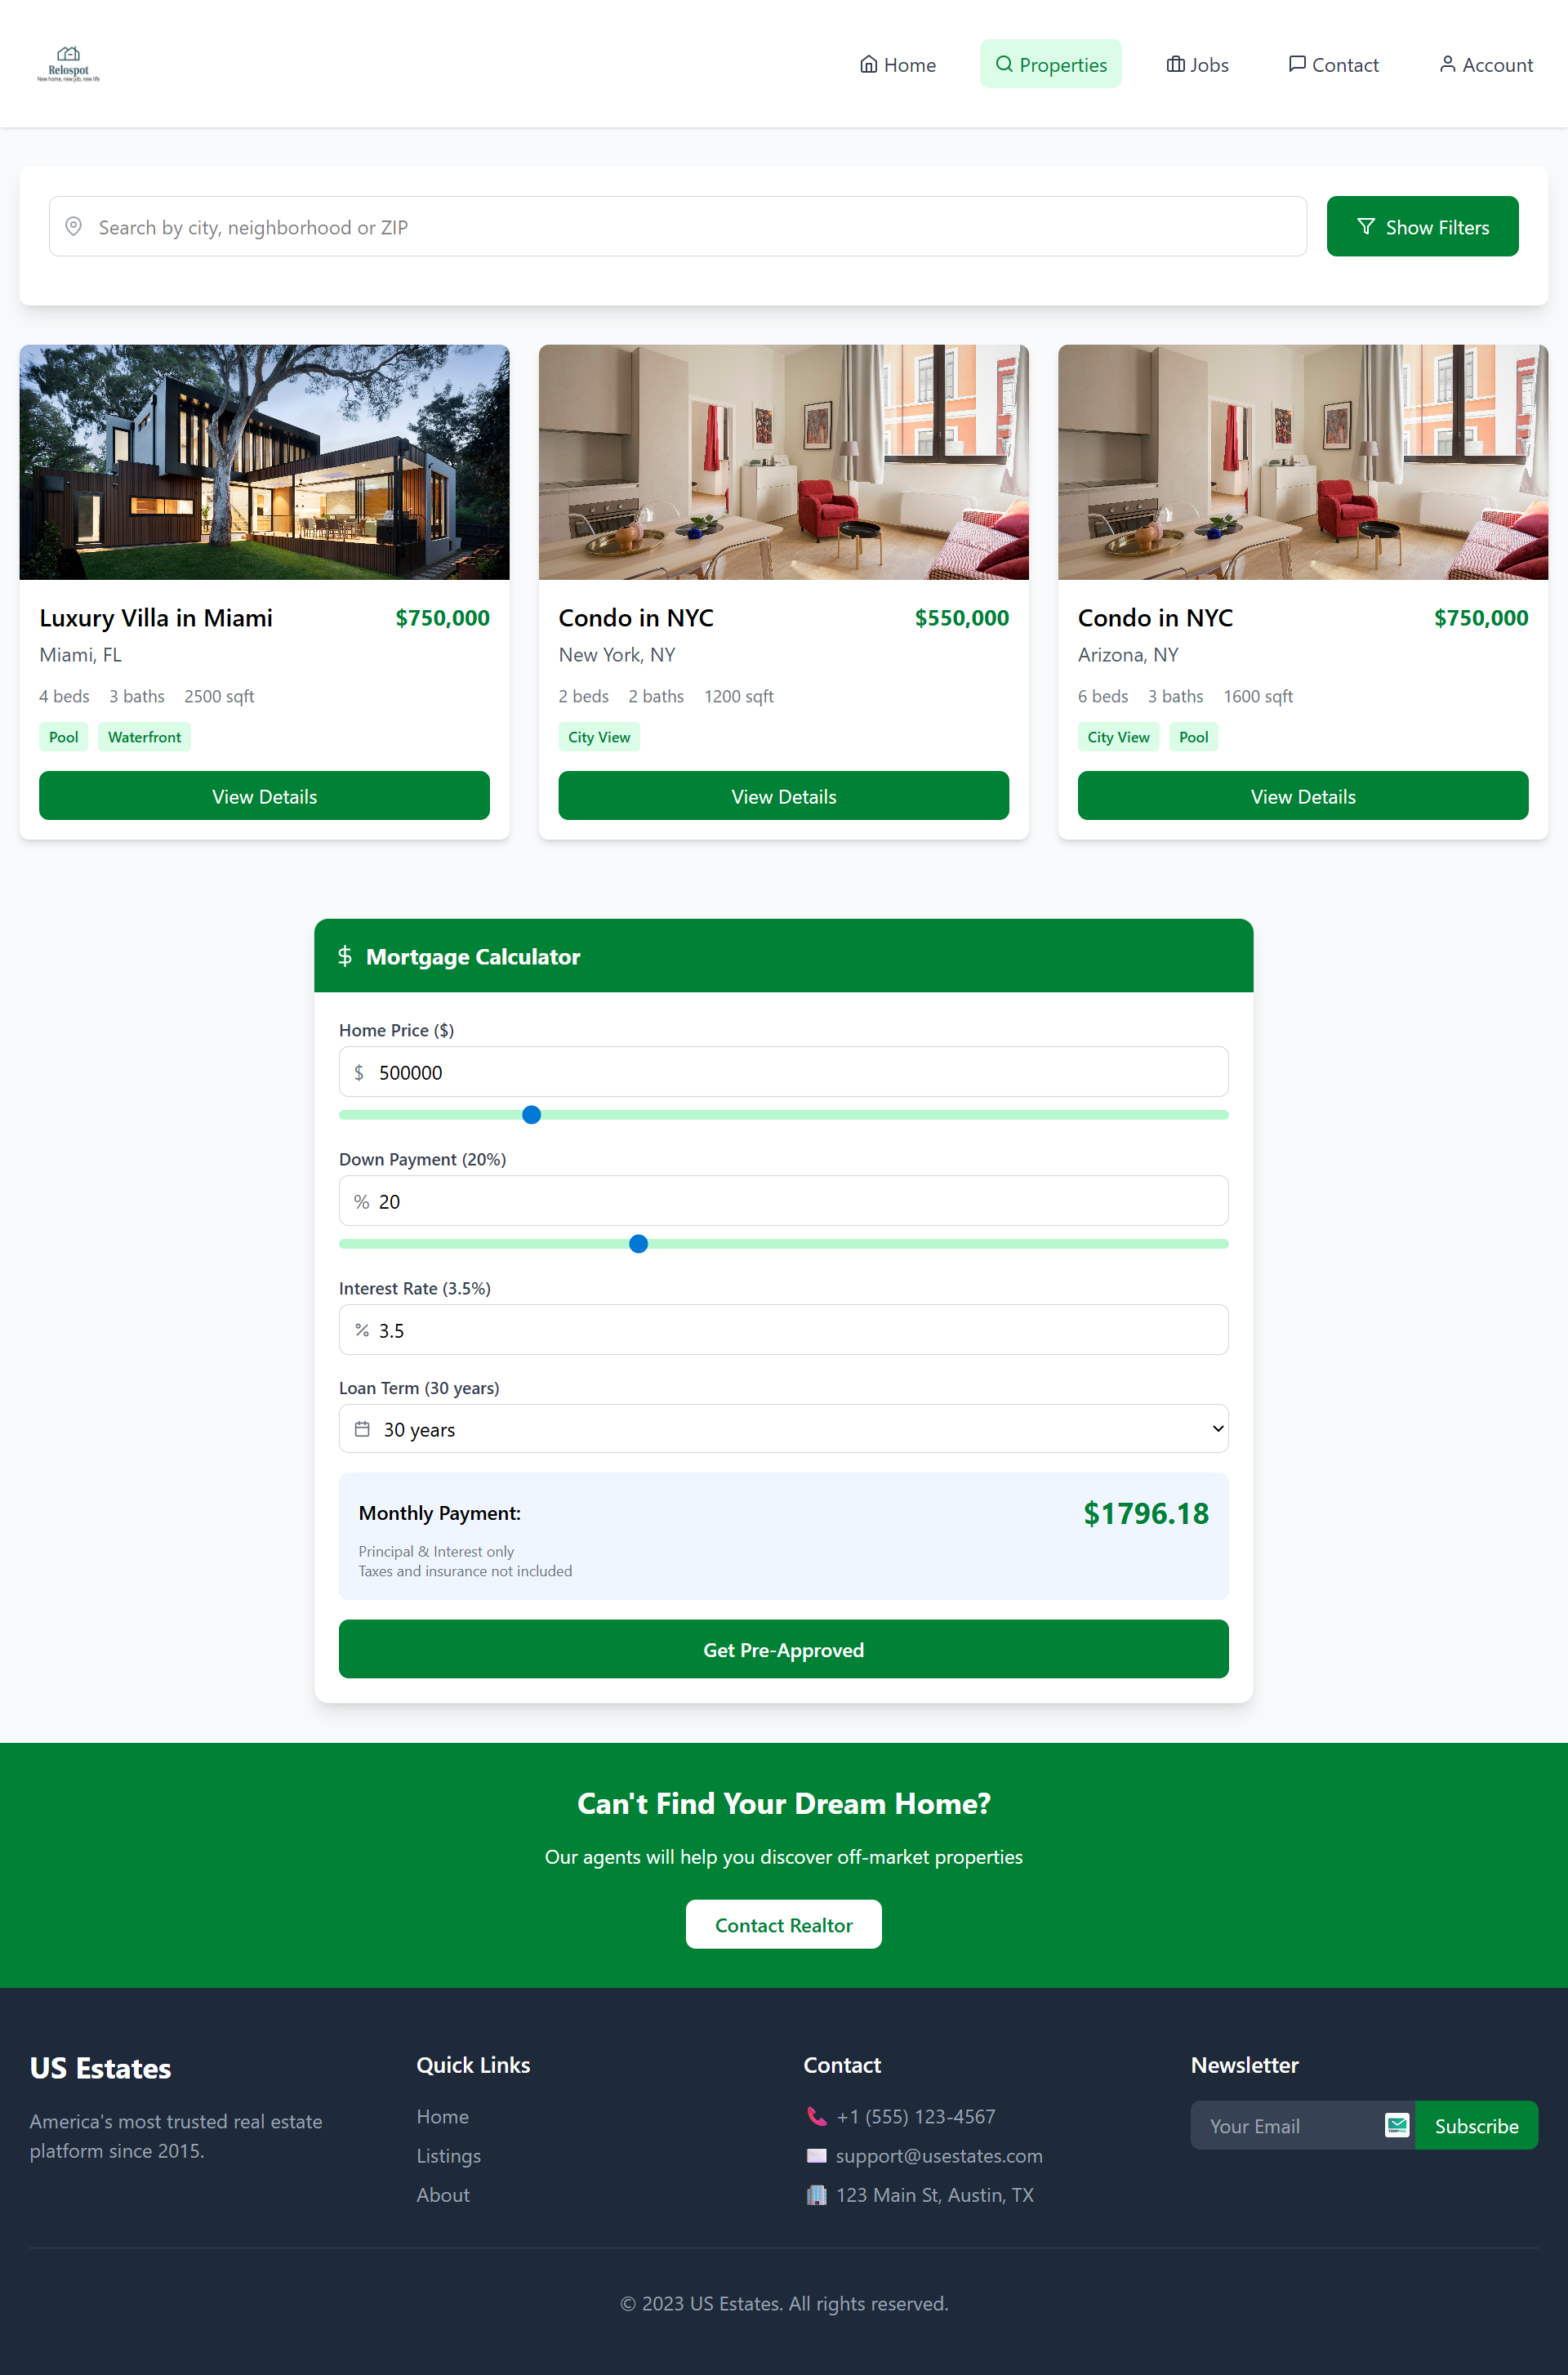 Relospot
New home, new job, new life
Home
Properties
Jobs
Contact
Account
Search by city, neighborhood or ZIP
Show Filters
Luxury Villa in Miami
$750,000
Miami, FL
4 beds 3 baths 2500 sqft
Pool Waterfront
View Details
Condo in NYC
$550,000
New York, NY
2 beds 2 baths 1200 sqft
City View
View Details
Condo in NYC
$750,000
Arizona, NY
6 beds 3 baths 1600 sqft
City View Pool
View Details
$ Mortgage Calculator
Home Price ($)
$ 500000
Down Payment (20%)
% 20
Interest Rate (3.5%)
% 3.5
Loan Term (30 years)
30 years
Monthly Payment:
$1796.18
Principal & Interest only
Taxes and insurance not included
Get Pre-Approved
Can't Find Your Dream Home?
Our agents will help you discover off-market properties
Contact Realtor
US Estates
America's most trusted real estate
platform since 2015.
Quick Links
Home
Listings
About
Contact
📞 +1 (555) 123-4567
✉️ support@usestates.com
🏢 123 Main St, Austin, TX
Newsletter
Your Email
Subscribe
© 2023 US Estates. All rights reserved.